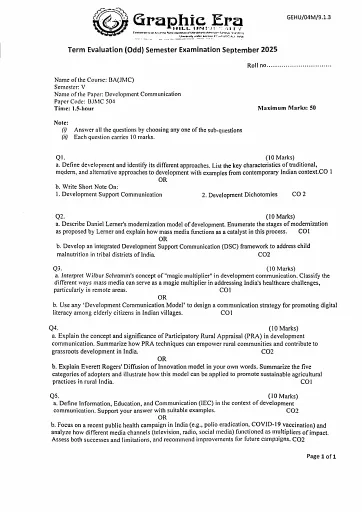 GEHU/04M/9.1.3
Graphic Era
HILL UNIVERSITY
Term Evaluation (Odd) Semester Examination September 2025
Roll no..............................
Name of the Course: BA(JMC)
Semester: V
Name of the Paper: Development Communication
Paper Code: BJMC 504
Time: 1.5-hour Maximum Marks: 50
Note:
(i) Answer all the questions by choosing any one of the sub-questions
(ii) Each question carries 10 marks.
Q1. (10 Marks)
a. Define development and identify its different approaches. List the key characteristics of traditional,
modern, and alternative approaches to development with examples from contemporary Indian context.CO 1
OR
b. Write Short Note On:
1. Development Support Communication 2. Development Dichotomies CO 2
Q2. (10 Marks)
a. Describe Daniel Lerner's modernization model of development. Enumerate the stages of modernization
as proposed by Lerner and explain how mass media functions as a catalyst in this process. CO1
OR
b. Develop an integrated Development Support Communication (DSC) framework to address child
malnutrition in tribal districts of India. CO2
Q3. (10 Marks)
a. Interpret Wilbur Schramm's concept of "magic multiplier" in development communication. Classify the
different ways mass media can serve as a magic multiplier in addressing India's healthcare challenges,
particularly in remote areas. CO1
OR
b. Use any 'Development Communication Model' to design a communication strategy for promoting digital
literacy among elderly citizens in Indian villages. CO1
Q4. (10 Marks)
a. Explain the concept and significance of Participatory Rural Appraisal (PRA) in development
communication. Summarize how PRA techniques can empower rural communities and contribute to
grassroots development in India. CO2
OR
b. Explain Everett Rogers' Diffusion of Innovation model in your own words. Summarize the five
categories of adopters and illustrate how this model can be applied to promote sustainable agricultural
practices in rural India. CO1
Q5. (10 Marks)
a. Define Information, Education, and Communication (IEC) in the context of development
communication. Support your answer with suitable examples. CO2
OR
b. Focus on a recent public health campaign in India (e.g., polio eradication, COVID-19 vaccination) and
analyze how different media channels (television, radio, social media) functioned as multipliers of impact.
Assess both successes and limitations, and recommend improvements for future campaigns. CO2
Page 1 of 1